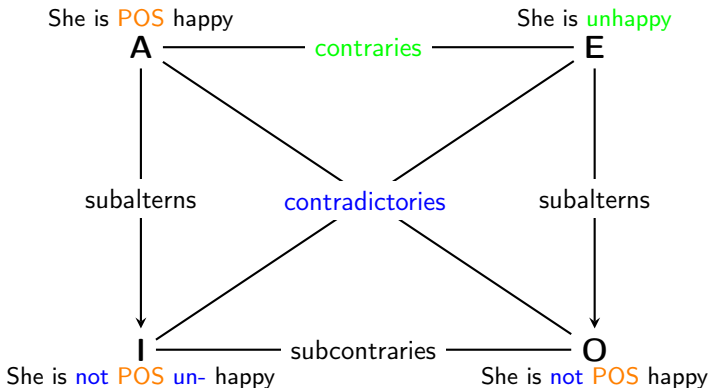 She is POS happy She is unhappy
A contraries E
subalterns contradictories subalterns
I subcontraries O
She is not POS un- happy She is not POS happy